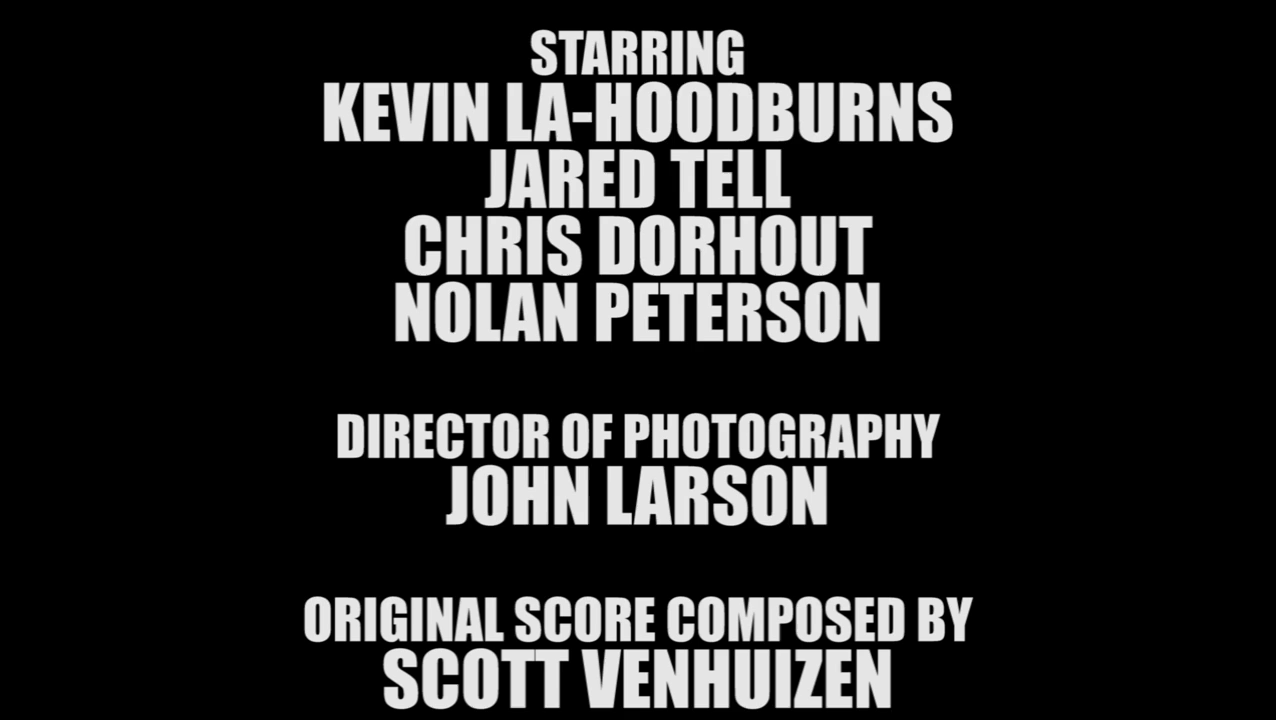 STARRING
KEVIN LA-HOODBURNS
JARED TELL
CHRIS DORHOUT
NOLAN PETERSON
DIRECTOR OF PHOTOGRAPHY
JOHN LARSON
ORIGINAL SCORE COMPOSED BY
SCOTT VENHUIZEN